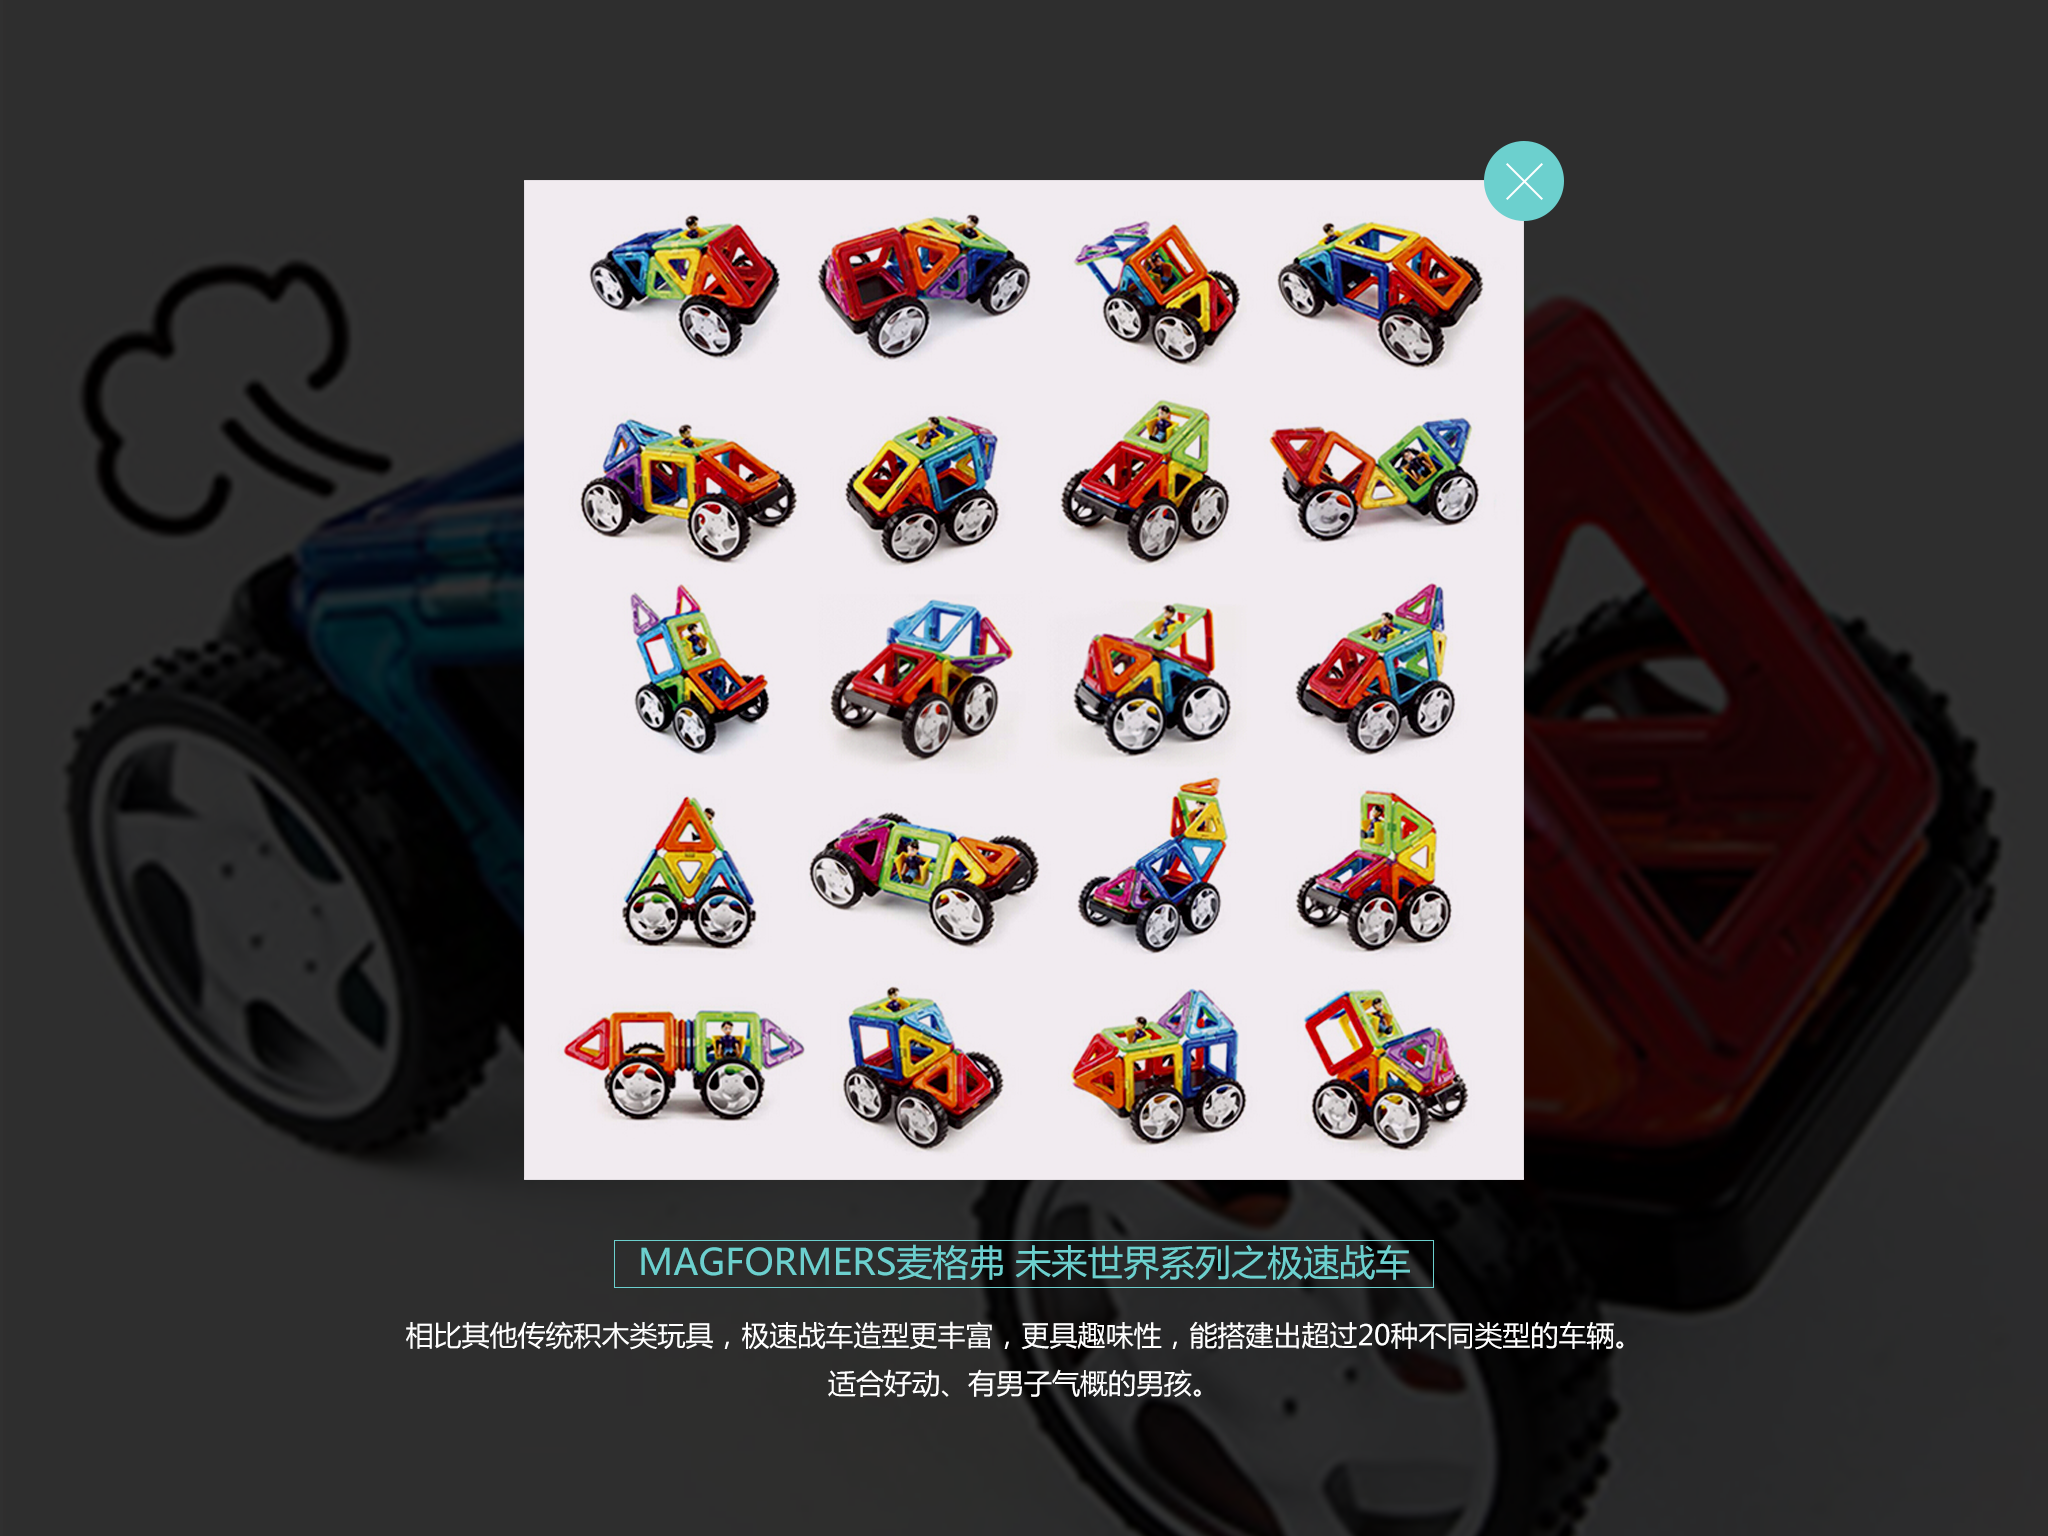 MAGFORMERS麦格弗 未来世界系列之极速战车
相比其他传统积木类玩具，极速战车造型更丰富，更具趣味性，能搭建出超过20种不同类型的车辆。
适合好动、有男子气概的男孩。